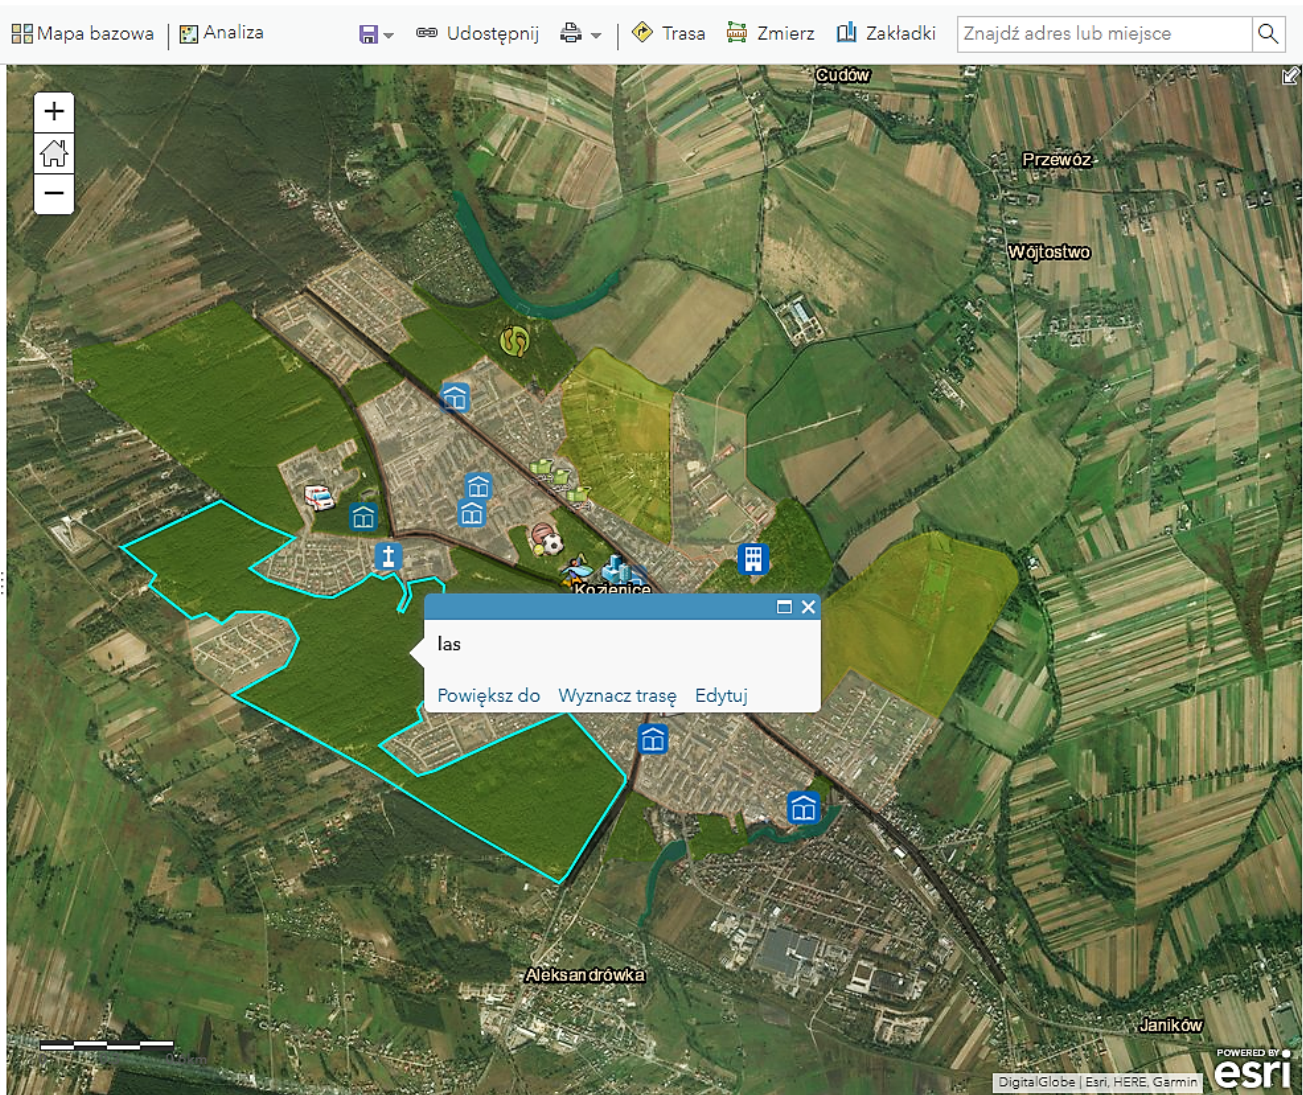 Mapa bazowa
Analiza
Udostępnij
Trasa
Zmierz
Zakładki
Znajdź adres lub miejsce
Cudów
Przewóz
Wójtostwo
Kozienice
las
Powiększ do Wyznacz trasę Edytuj
Aleksandrówka
Janików
POWERED BY
esri
DigitalGlobe | Esri, HERE, Garmin